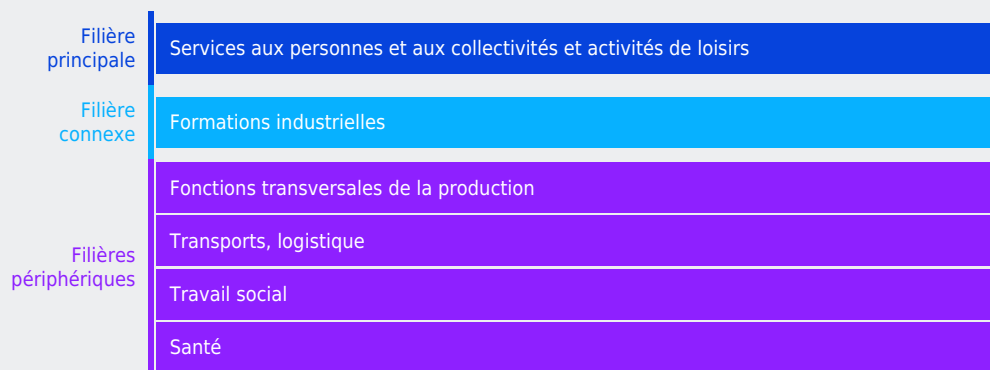 Filière
principale
Services aux personnes et aux collectivités et activités de loisirs
Filière
connexe
Formations industrielles
Filières
périphériques
Fonctions transversales de la production
Transports, logistique
Travail social
Santé